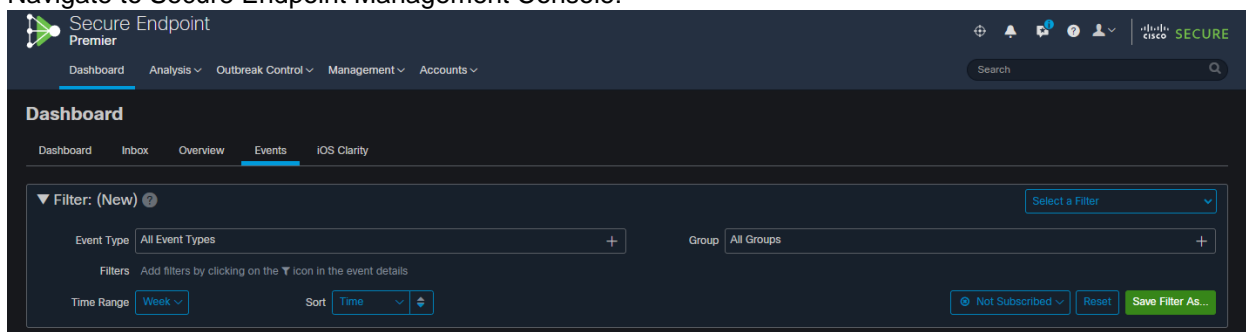 Navigate to Secure Endpoint Management Console.
Secure Endpoint
Premier
cisco SECURE
Dashboard Analysis Outbreak Control Management Accounts Search
Dashboard
Dashboard Inbox Overview Events iOS Clarity
Filter: (New) ? Select a Filter
Event Type All Event Types + Group All Groups +
Filters Add filters by clicking on the icon in the event details
Time Range Week Sort Time Not Subscribed Reset Save Filter As...